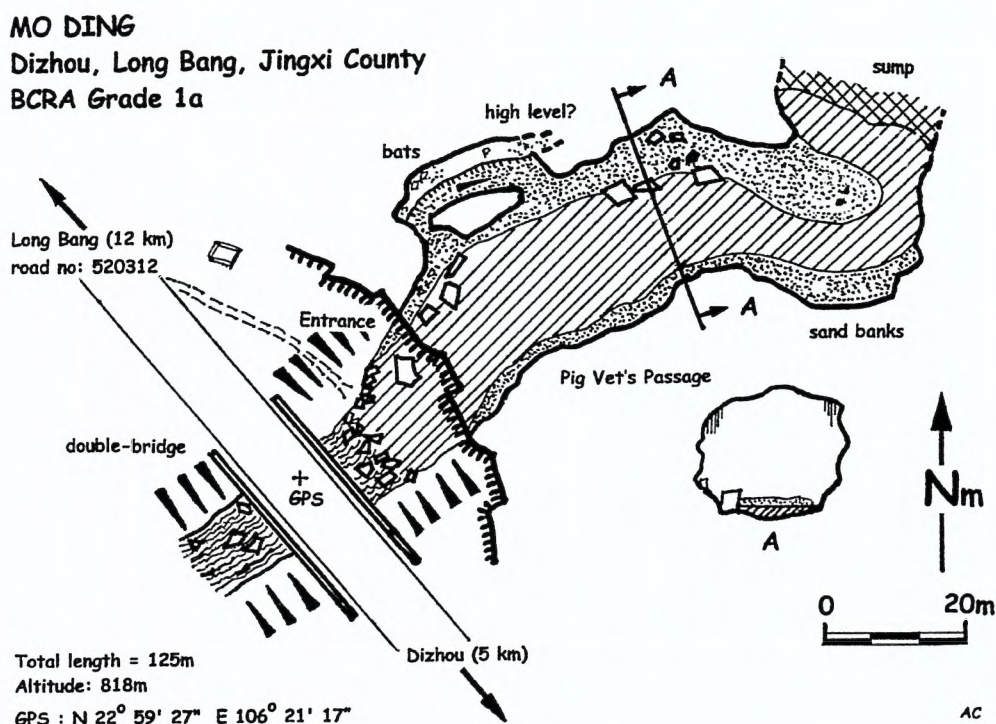 MO DING
Dizhou, Long Bang, Jingxi County
BCRA Grade 1a
sump
A
high level?
bats
P
Long Bang (12 km)
road no: 520312
Entrance
A
sand banks
Pig Vet's Passage
double-bridge
GPS
Nm
A
0 20m
Dizhou (5 km)
Total length = 125m
Altitude: 818m
GPS : N 22° 59' 27" E 106° 21' 17"
AC